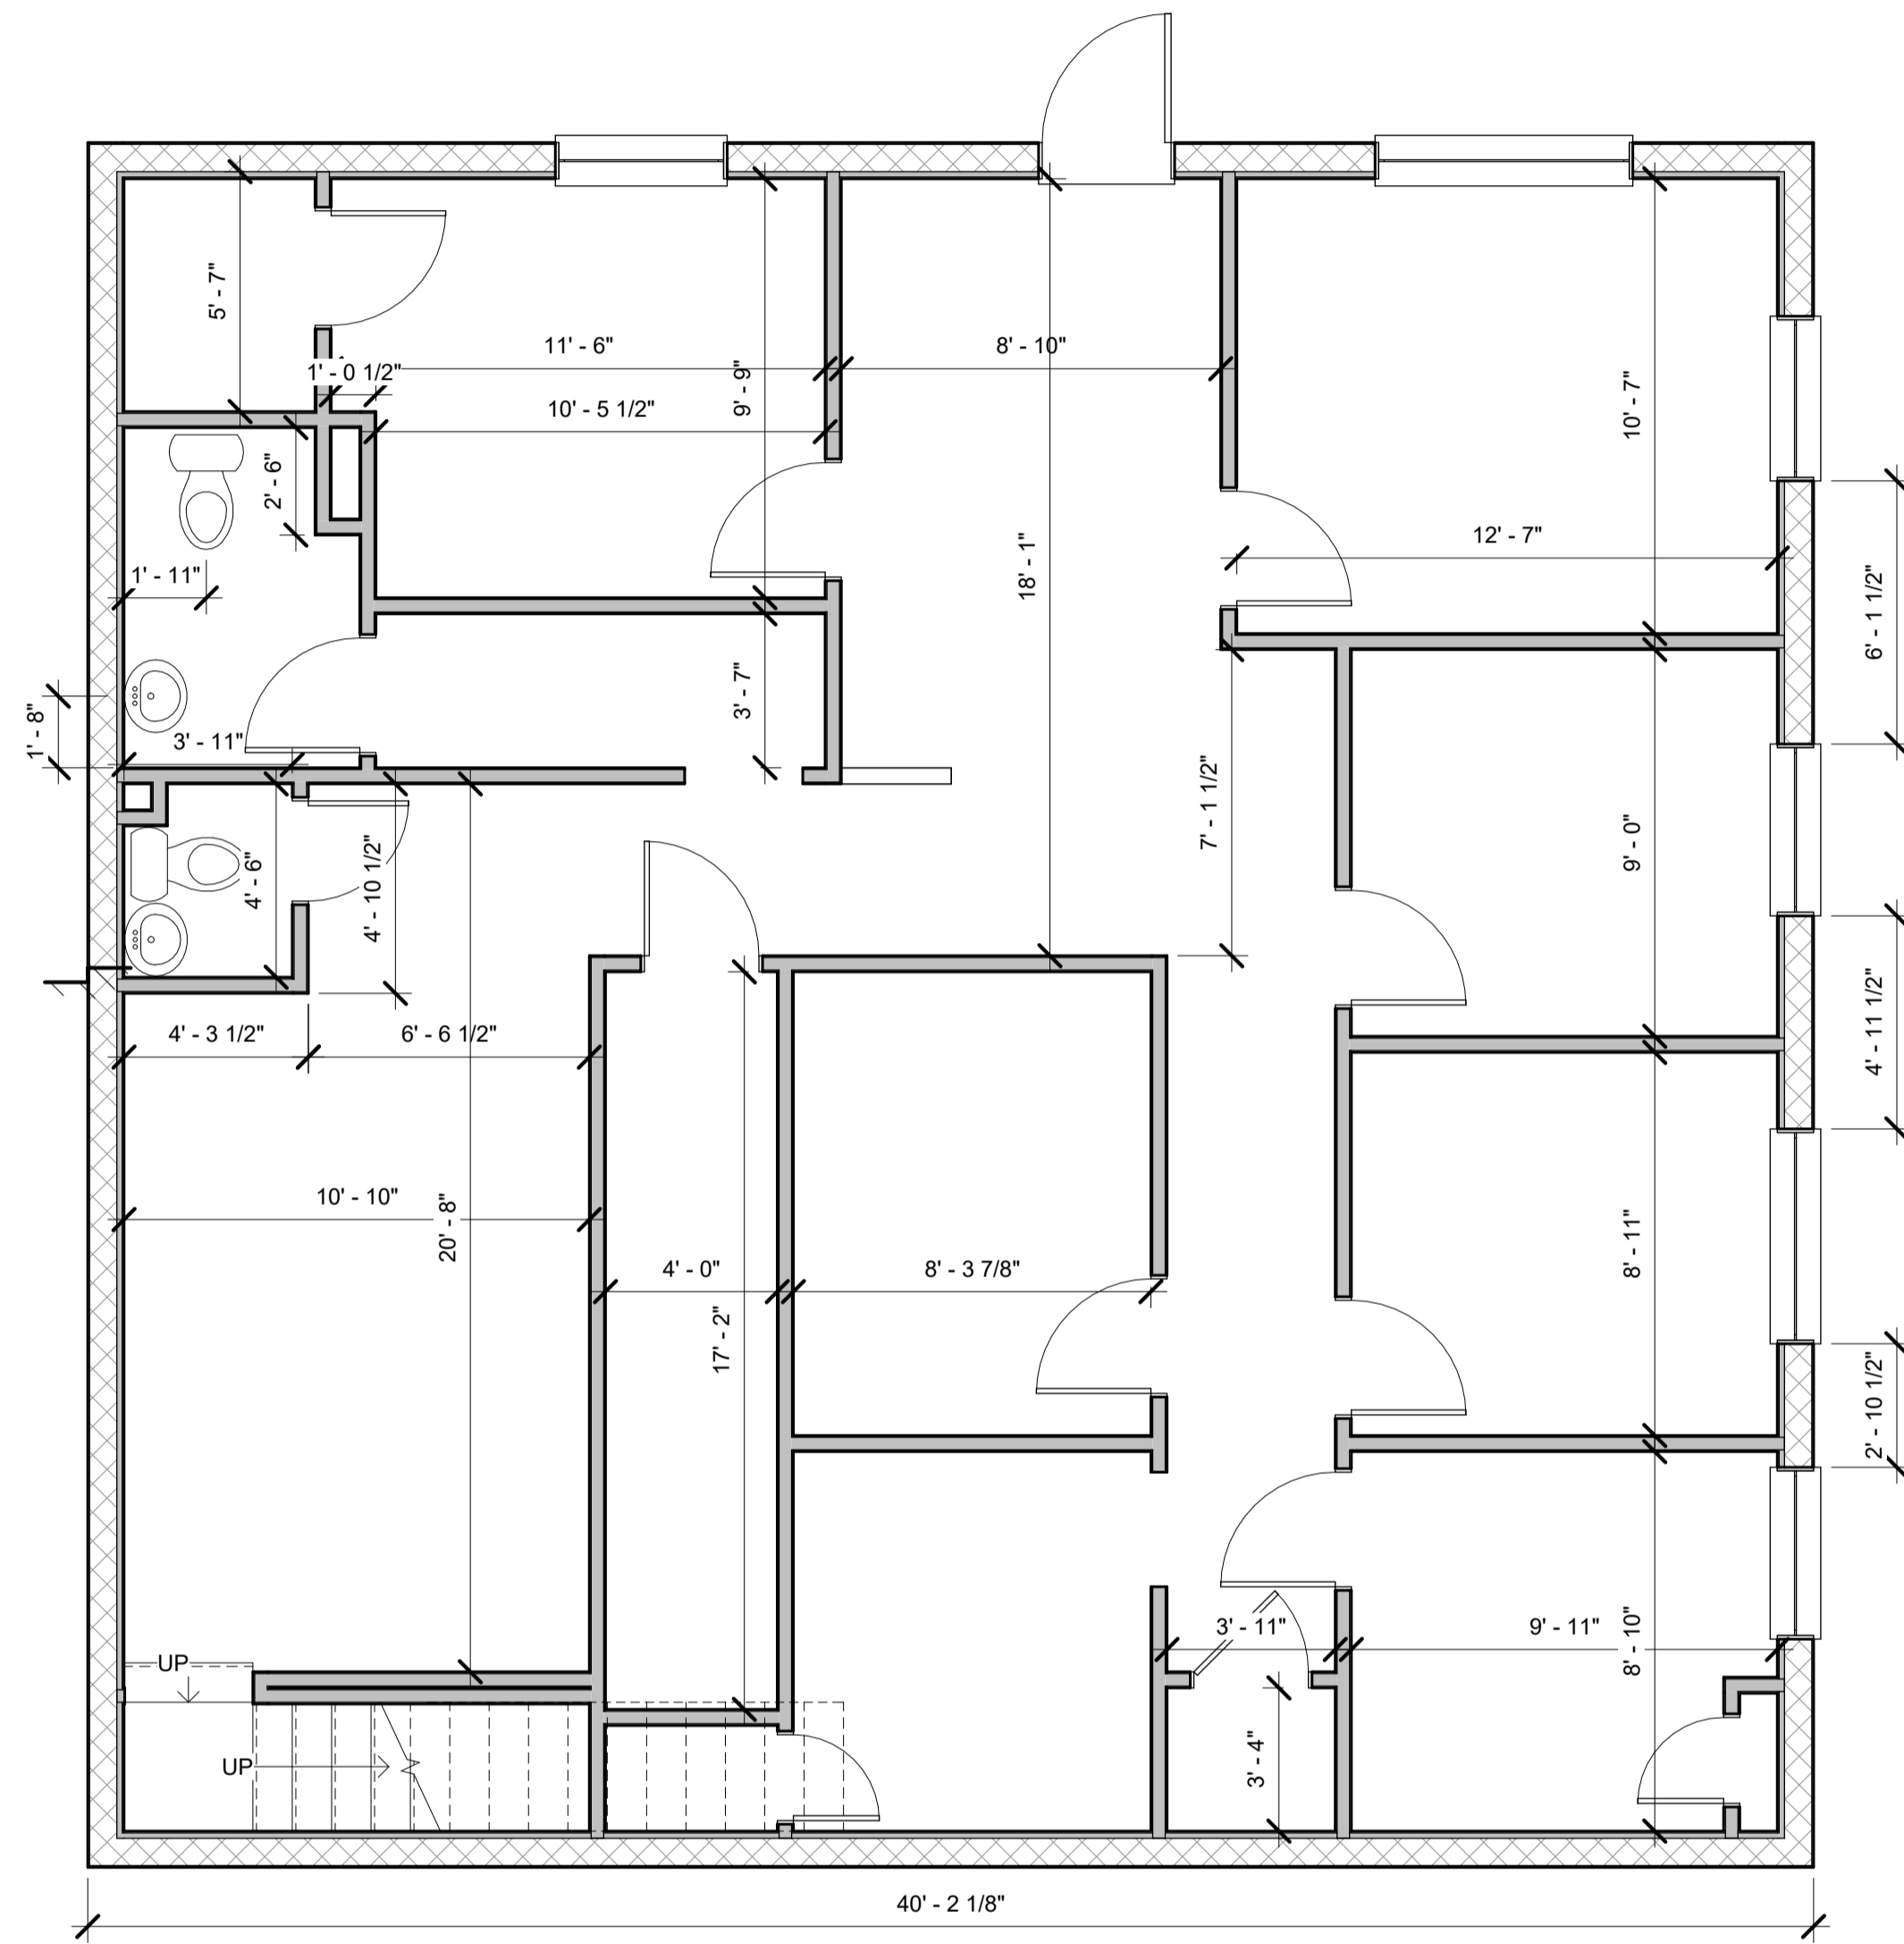 5' - 7"
11' - 6"
8' - 10"
1' - 0 1/2"
9' - 9"
10' - 5 1/2"
10' - 7"
2' - 6"
18' - 1"
12' - 7"
1' - 11"
6' - 1 1/2"
3' - 7"
1' - 8"
3' - 11"
7' - 1 1/2"
9' - 0"
4' - 6"
4' - 10 1/2"
4' - 3 1/2"
6' - 6 1/2"
4' - 11 1/2"
10' - 10"
20' - 8"
4' - 0"
8' - 3 7/8"
8' - 11"
17' - 2"
2' - 10 1/2"
3' - 11"
9' - 11"
8' - 10"
UP
UP
3' - 4"
40' - 2 1/8"